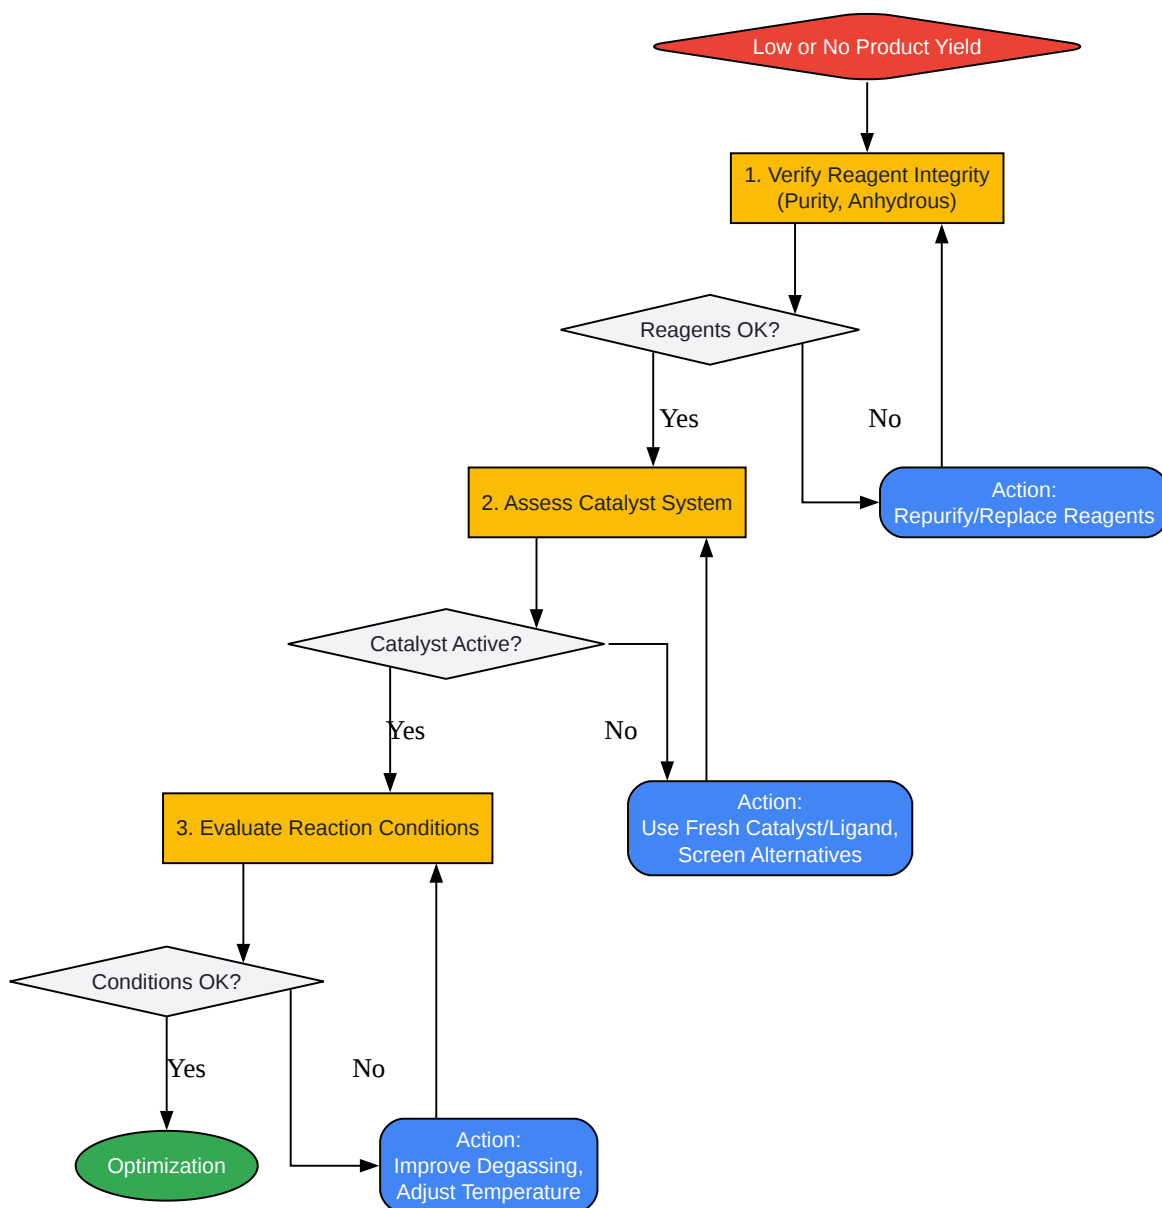 Low or No Product Yield
1. Verify Reagent Integrity
(Purity, Anhydrous)
Reagents OK?
Yes
No
2. Assess Catalyst System
Action:
Repurify/Replace Reagents
Catalyst Active?
Yes
No
3. Evaluate Reaction Conditions
Action:
Use Fresh Catalyst/Ligand,
Screen Alternatives
Conditions OK?
Yes
No
Optimization
Action:
Improve Degassing,
Adjust Temperature